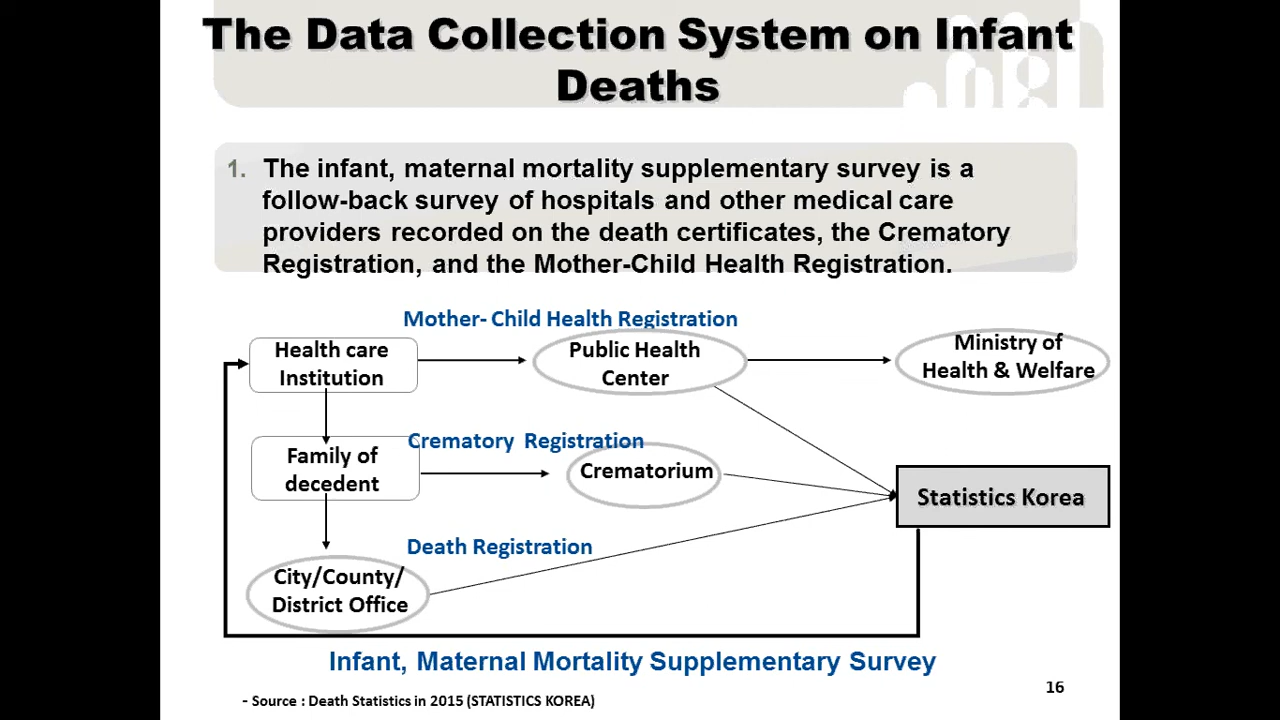 The Data Collection System on Infant
Deaths
1. The infant, maternal mortality supplementary survey is a
follow-back survey of hospitals and other medical care
providers recorded on the death certificates, the Crematory
Registration, and the Mother-Child Health Registration.
Mother- Child Health Registration
Health care
Institution
Public Health
Center
Ministry of
Health & Welfare
Crematory Registration
Family of
decedent
Crematorium
Statistics Korea
Death Registration
City/County/
District Office
Infant, Maternal Mortality Supplementary Survey
16
- Source : Death Statistics in 2015 (STATISTICS KOREA)